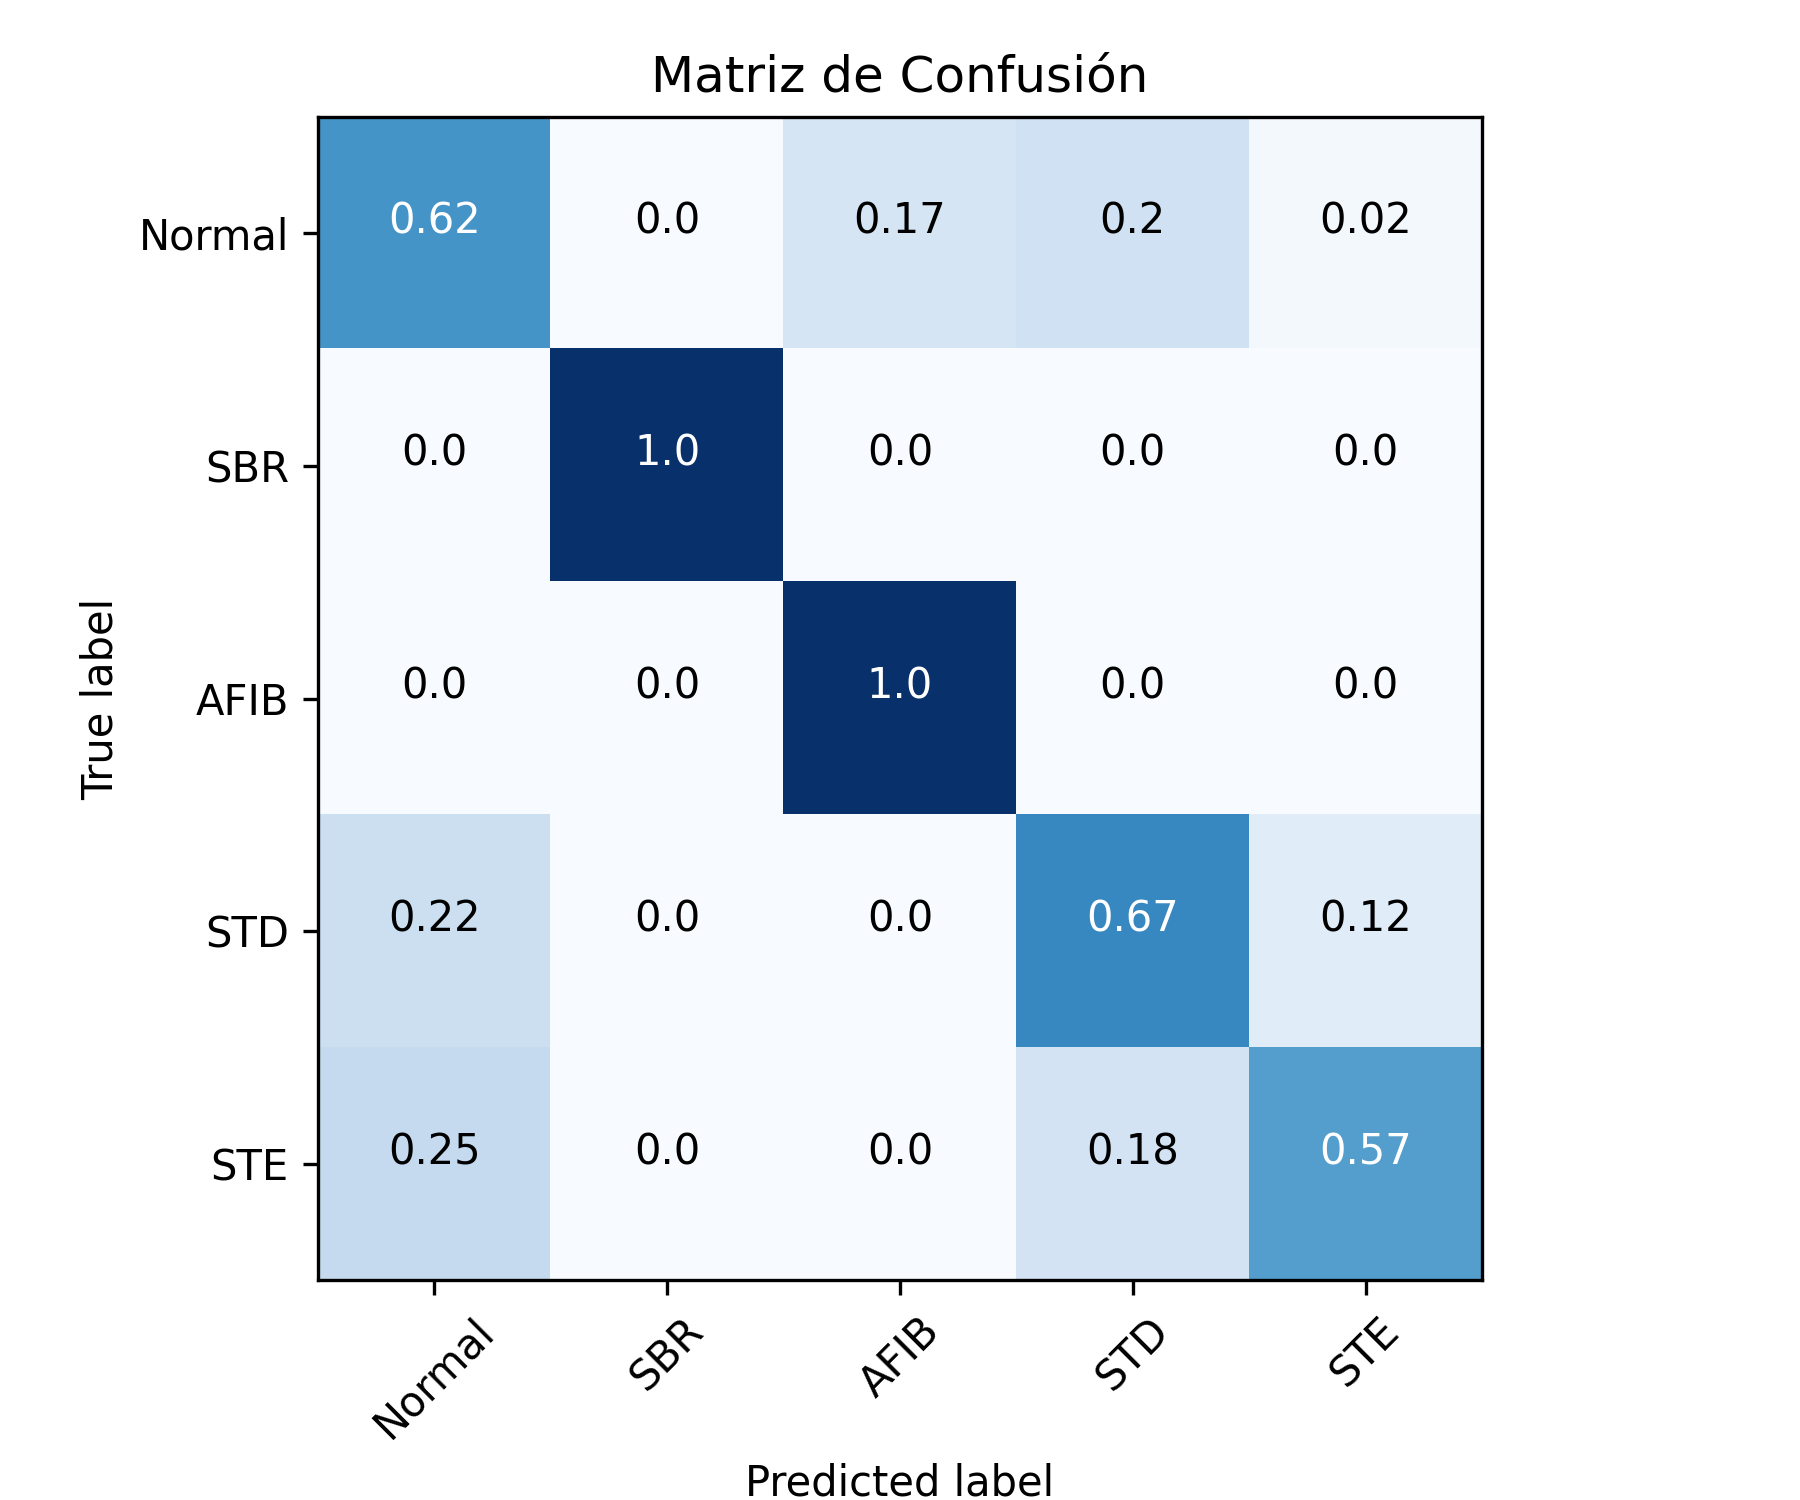 Matriz de Confusión
Normal 0.62 0.0 0.17 0.2 0.02
SBR 0.0 1.0 0.0 0.0 0.0
AFIB 0.0 0.0 1.0 0.0 0.0
STD 0.22 0.0 0.0 0.67 0.12
STE 0.25 0.0 0.0 0.18 0.57
True label
Normal SBR AFIB STD STE
Predicted label